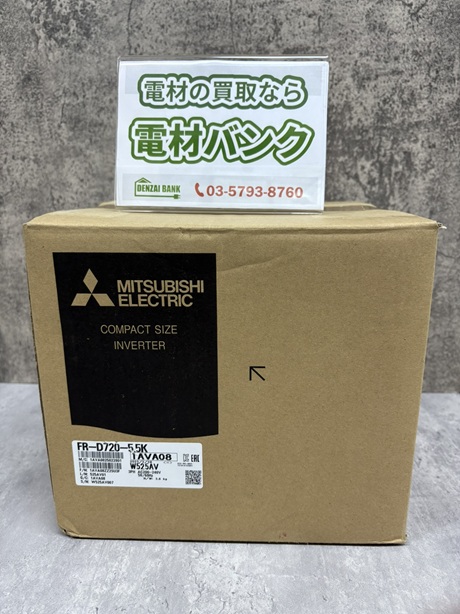 電材の買取なら
電材バンク
DENZAI BANK
03-5793-8760
MITSUBISHI
ELECTRIC
COMPACT SIZE
INVERTER
FR-D720-5.5K
1AVA08
W525AV
EAC